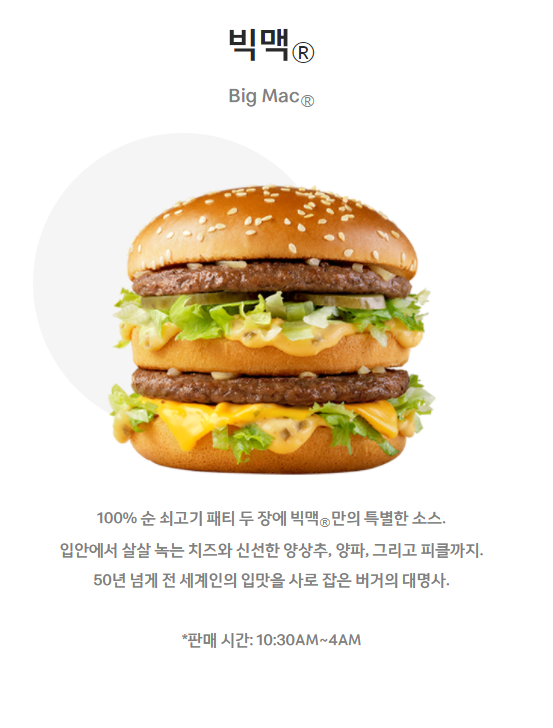 빅맥®
Big Mac®
100% 순 쇠고기 패티 두 장에 빅맥®만의 특별한 소스.
입안에서 살살 녹는 치즈와 신선한 양상추, 양파, 그리고 피클까지.
50년 넘게 전 세계인의 입맛을 사로 잡은 버거의 대명사.
*판매 시간: 10:30AM~4AM